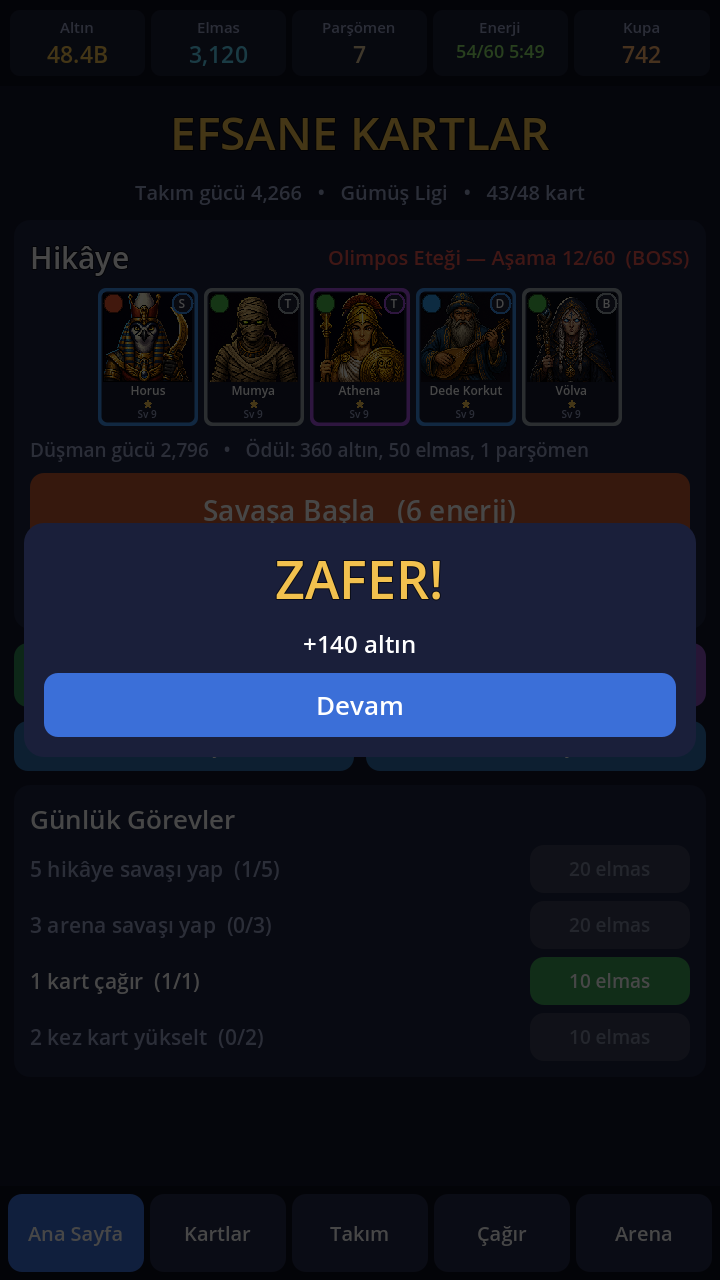 Altın Elmas Parşömen Enerji Kupa
48.4B 3,120 7 54/60 5:49 742
EFSANE KARTLAR
Takım gücü 4,266 • Gümüş Ligi • 43/48 kart
Hikâye Olimpos Eteği — Aşama 12/60 (BOSS)
S T T D B
Horus Mumya Athena Dede Korkut Völva
Sv 9 Sv 9 Sv 9 Sv 9 Sv 9
Düşman gücü 2,796 • Ödül: 360 altın, 50 elmas, 1 parşömen
Savaşa Başla (6 enerji)
ZAFER!
+140 altın
Devam
Günlük Görevler
5 hikâye savaşı yap (1/5) 20 elmas
3 arena savaşı yap (0/3) 20 elmas
1 kart çağır (1/1) 10 elmas
2 kez kart yükselt (0/2) 10 elmas
Ana Sayfa Kartlar Takım Çağır Arena